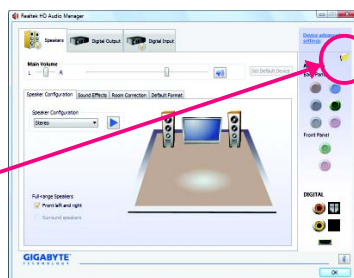 Realtek HD Audio Manager
Speakers
Digital Output
Digital Input
Device advanced settings
Main Volume
L
R
Set Default Device
Speaker Configuration
Sound Effects
Room Correction
Default Format
Speaker Configuration
Stereo
Front Panel
Full-range Speakers
Front left and right
Surround speakers
DIGITAL
GIGABYTE
TECHNOLOGY
OK